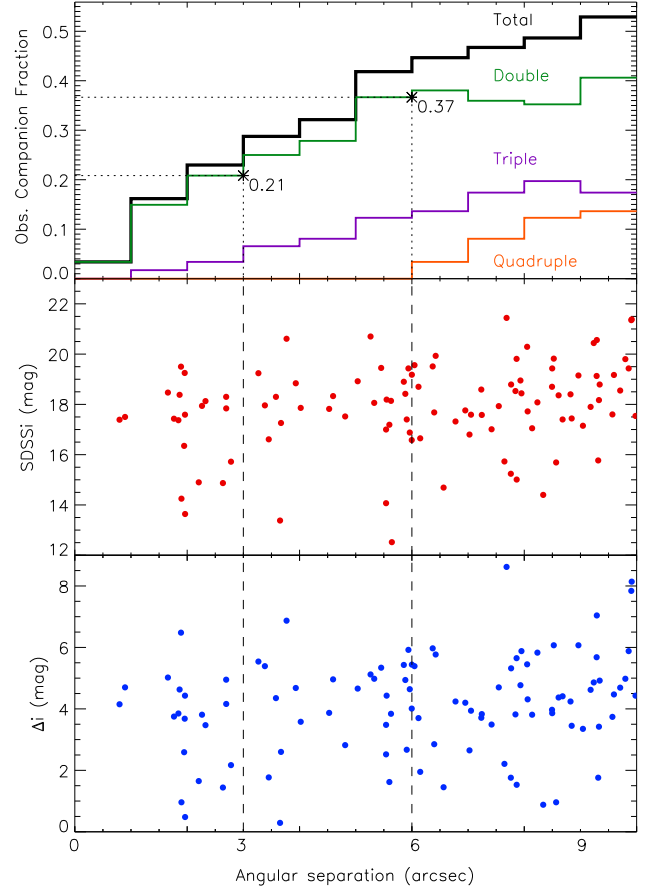 Obs. Companion Fraction
0.5
0.4
0.3
0.2
0.1
0.0
Total
Double
0.37
Triple
0.21
Quadruple
SDSSi (mag)
22
20
18
16
14
12
Δi (mag)
8
6
4
2
0
0
3
6
9
Angular separation (arcsec)